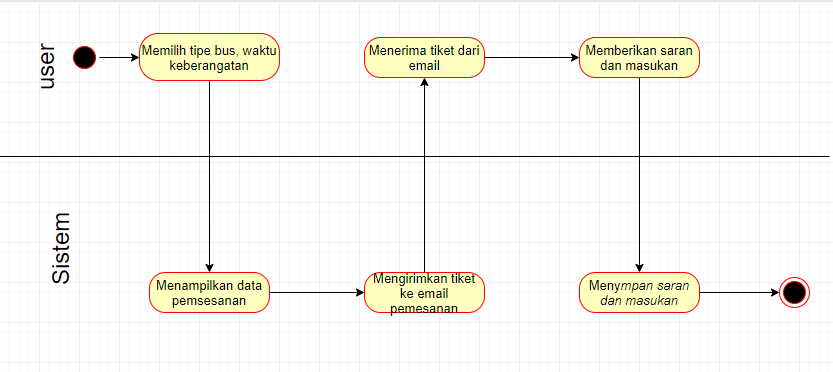 user
Memilih tipe bus, waktu
keberangatan
Menerima tiket dari
email
Memberikan saran
dan masukan
Sistem
Menampilkan data
pemsesanan
Mengirimkan tiket
ke email
pemesanan
Menympan saran
dan masukan